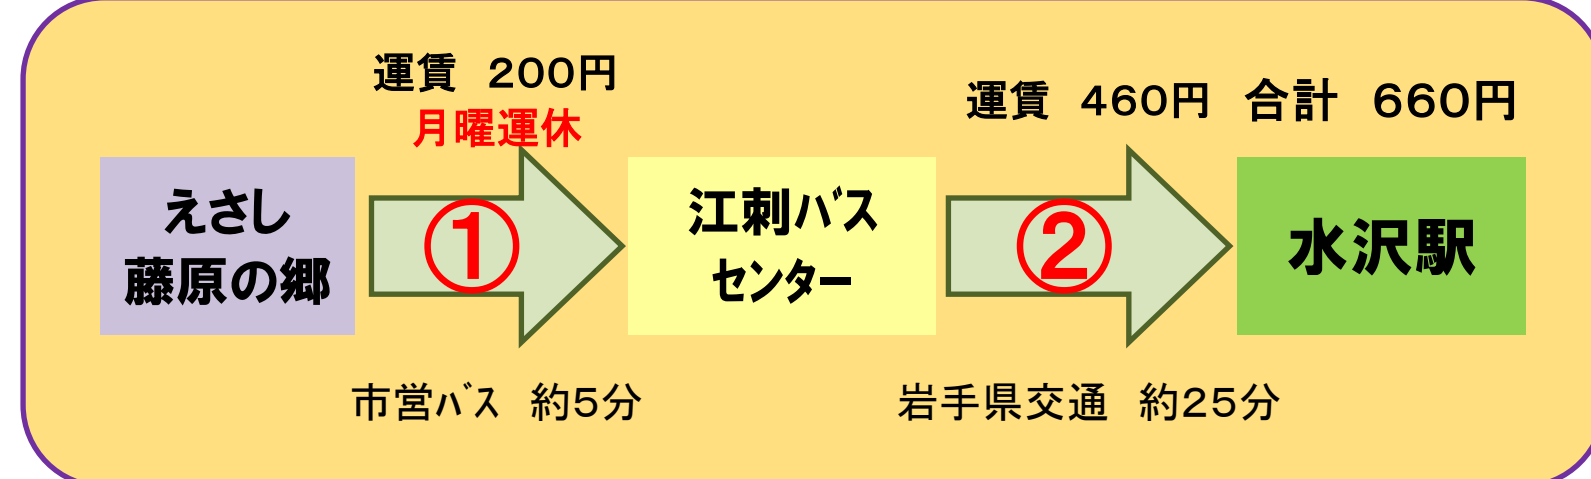 運賃　200円
月曜運休
運賃　460円　合計　660円
えさし
藤原の郷
①
江刺バス
センター
②
水沢駅
市営バス　約5分
岩手県交通　約25分